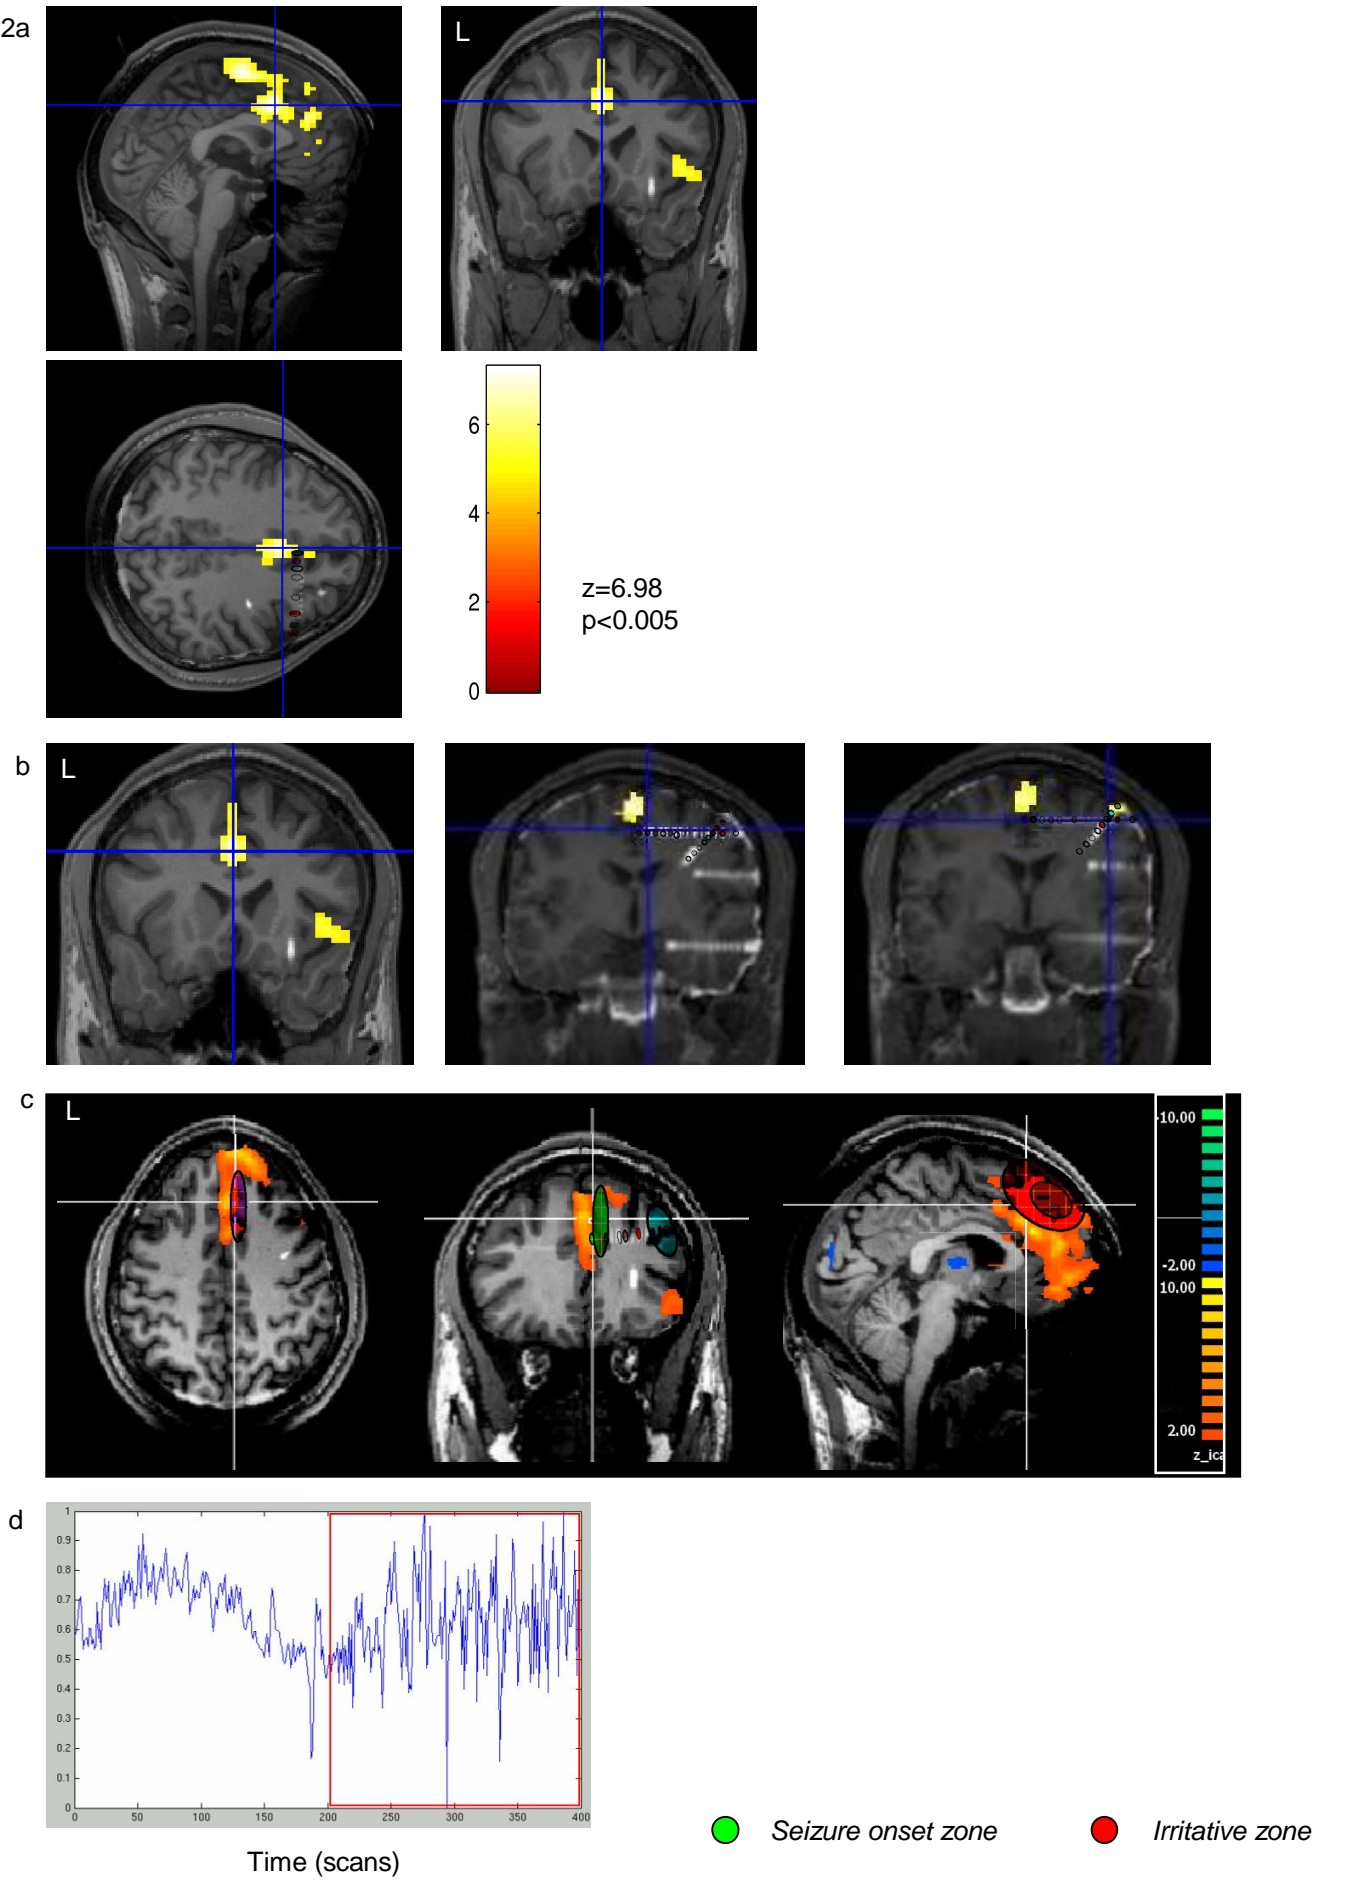 2a
L
6
4
2
0
z=6.98
p<0.005
b
L
c
L
-10.00
-2.00
10.00
2.00
z_ica
d
1
0.9
0.8
0.7
0.6
0.5
0.4
0.3
0.2
0.1
0
0 50 100 150 200 250 300 350 400
Time (scans)
Seizure onset zone
Irritative zone